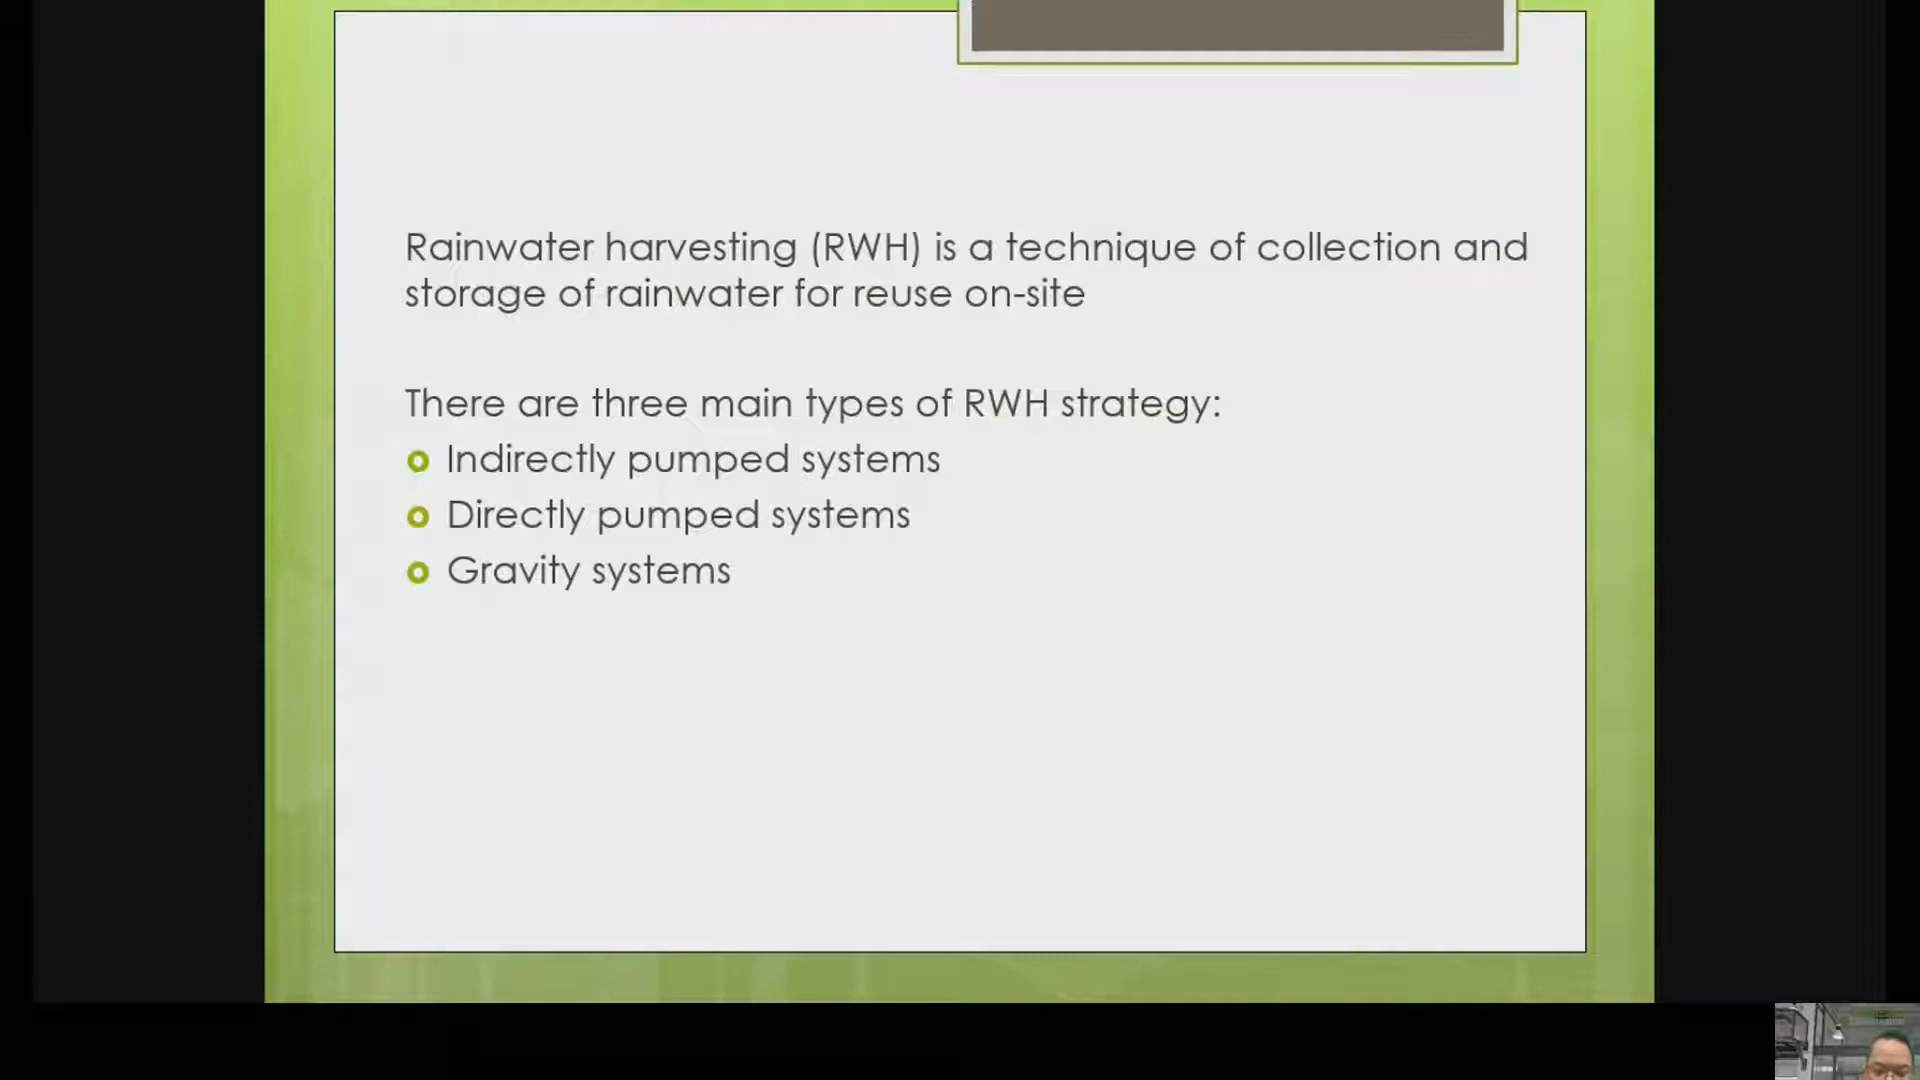 Rainwater harvesting (RWH) is a technique of collection and
storage of rainwater for reuse on-site
There are three main types of RWH strategy:
Indirectly pumped systems
Directly pumped systems
Gravity systems